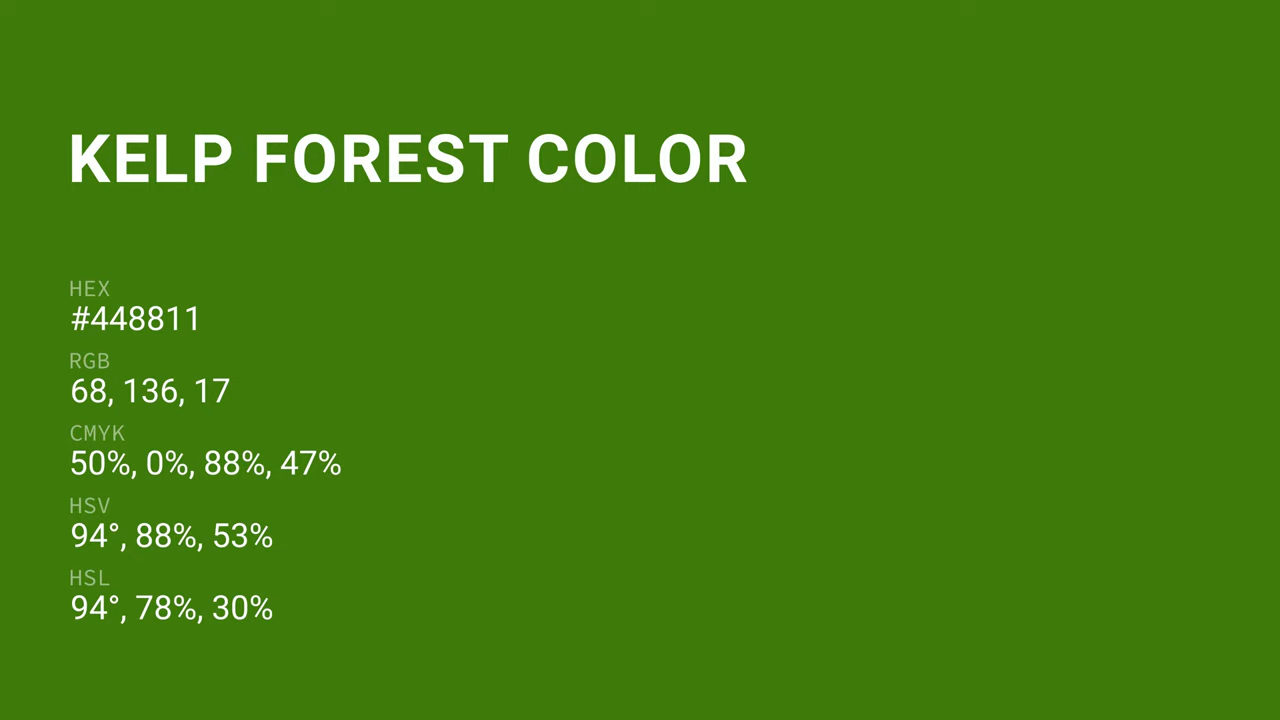 KELP FOREST COLOR
HEX
#448811
RGB
68, 136, 17
CMYK
50%, 0%, 88%, 47%
HSV
94°, 88%, 53%
HSL
94°, 78%, 30%